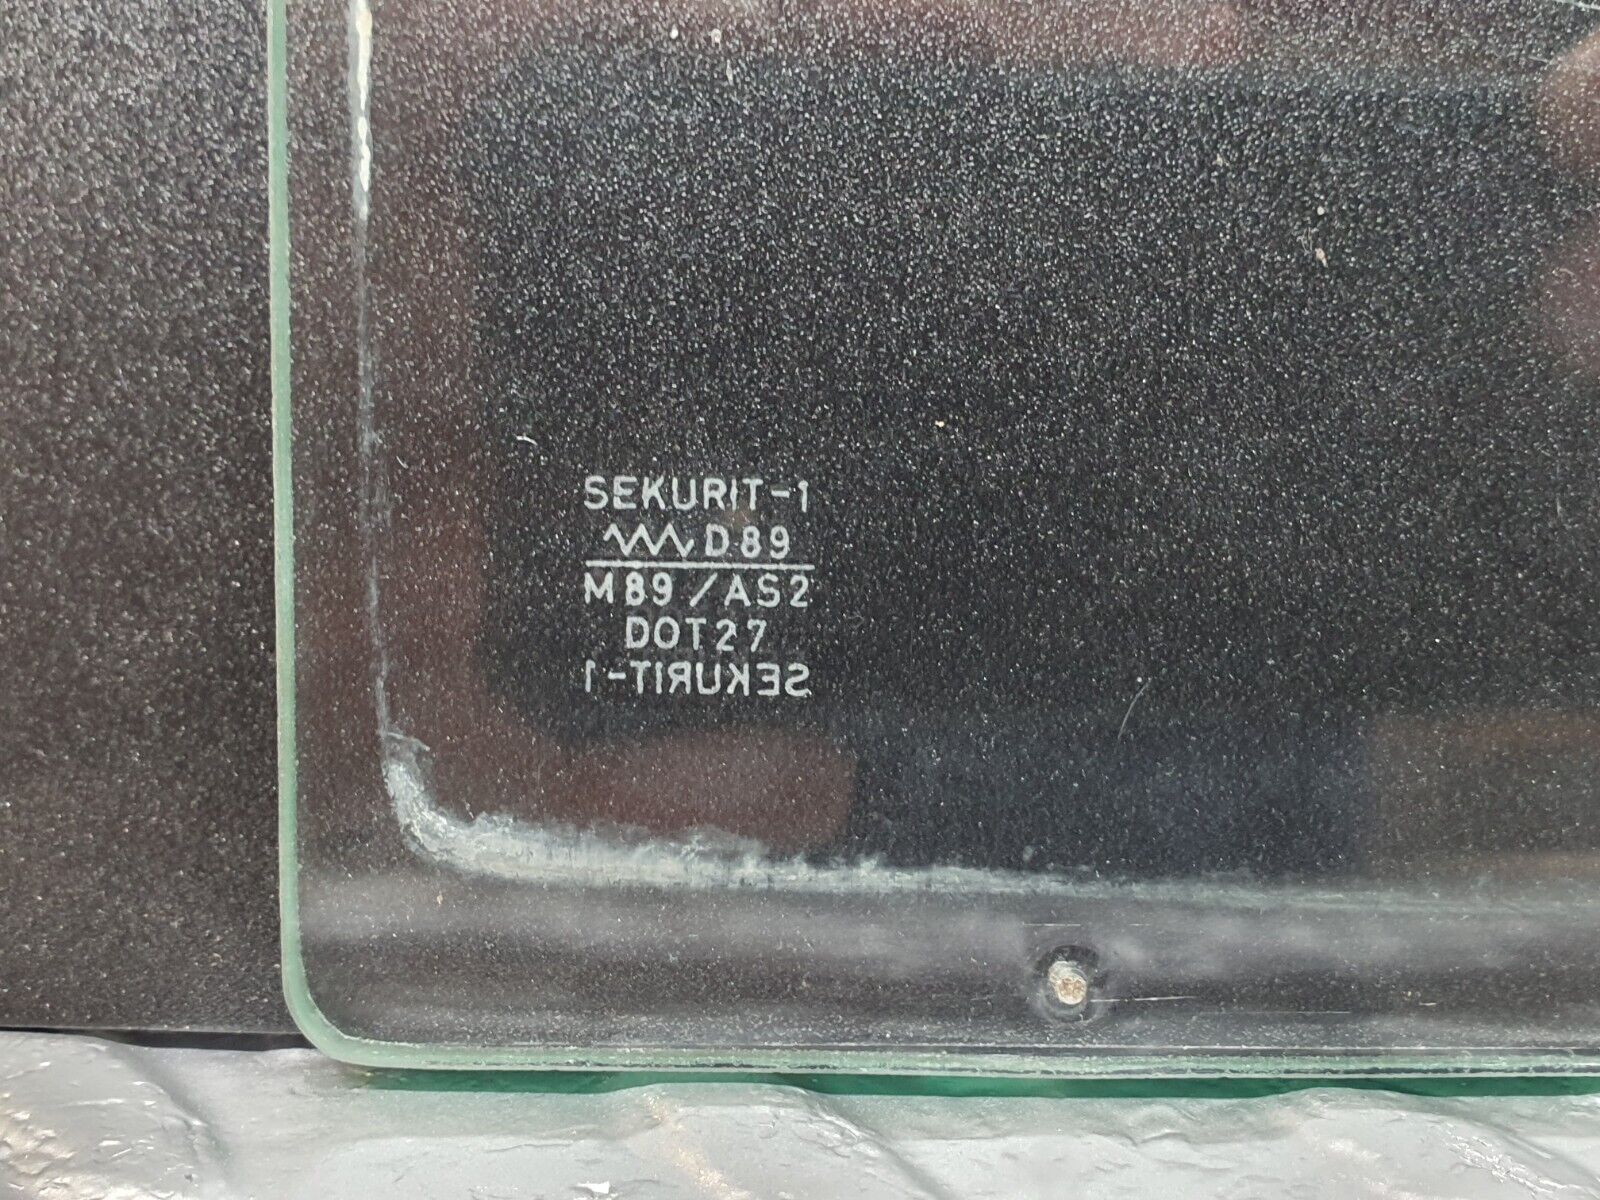 SEKURIT-1
D89
M89/AS2
DOT27
SEKURIT-1